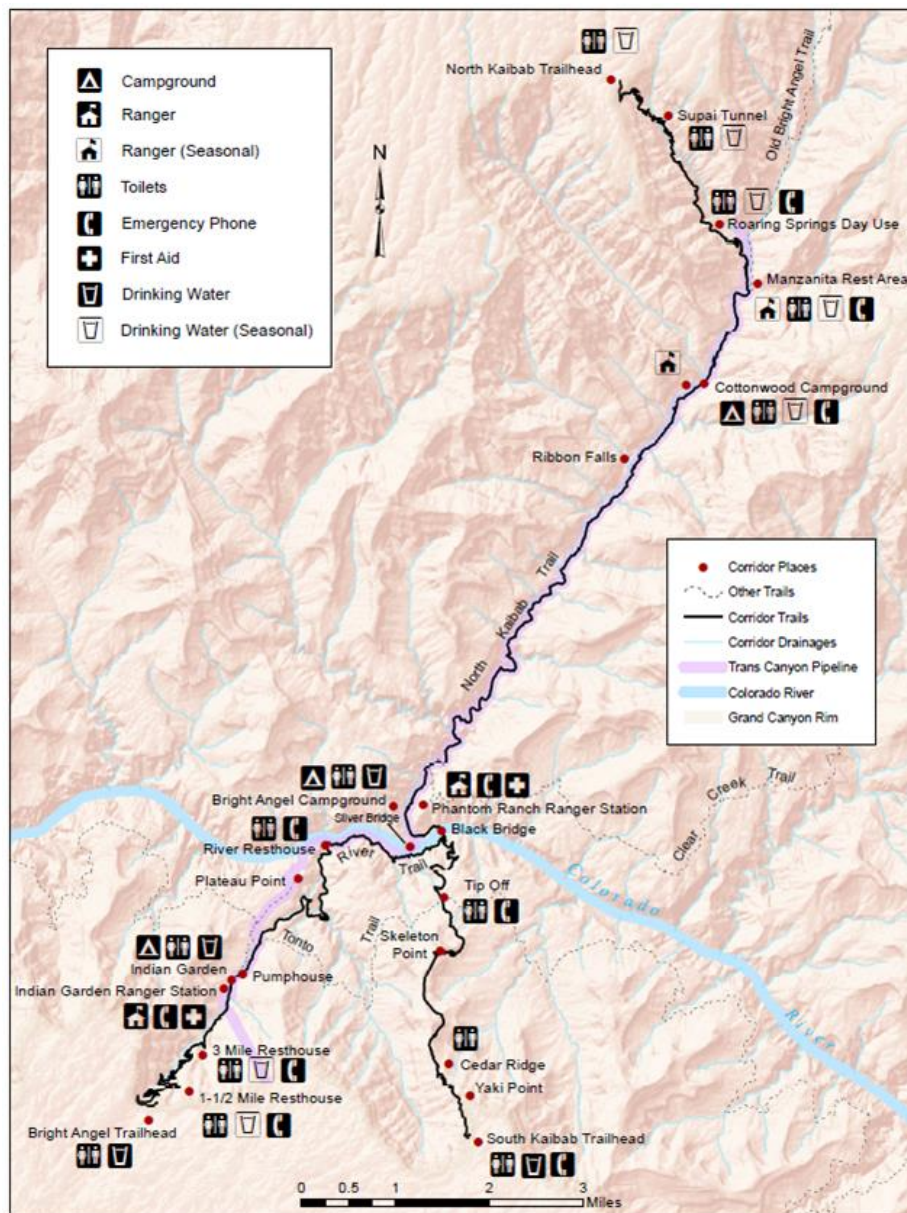 Campground
Ranger
Ranger (Seasonal)
Toilets
Emergency Phone
First Aid
Drinking Water
Drinking Water (Seasonal)
N
North Kaibab Trailhead
Supai Tunnel
Old Bright Angel Trail
Roaring Springs Day Use
Manzanita Rest Area
Cottonwood Campground
Ribbon Falls
North Kaibab Trail
Corridor Places
Other Trails
Corridor Trails
Corridor Drainages
Trans Canyon Pipeline
Colorado River
Grand Canyon Rim
Clear Creek Trail
Bright Angel Campground
Phantom Ranch Ranger Station
Silver Bridge
Black Bridge
River Resthouse
River Trail
Plateau Point
Tip Off
Colorado River
Tonto Trail
Skeleton
Point
Indian Garden
Pumphouse
Indian Garden Ranger Station
3 Mile Resthouse
Cedar Ridge
1-1/2 Mile Resthouse
Yaki Point
Bright Angel Trailhead
South Kaibab Trailhead
0 0.5 1 2 3
Miles